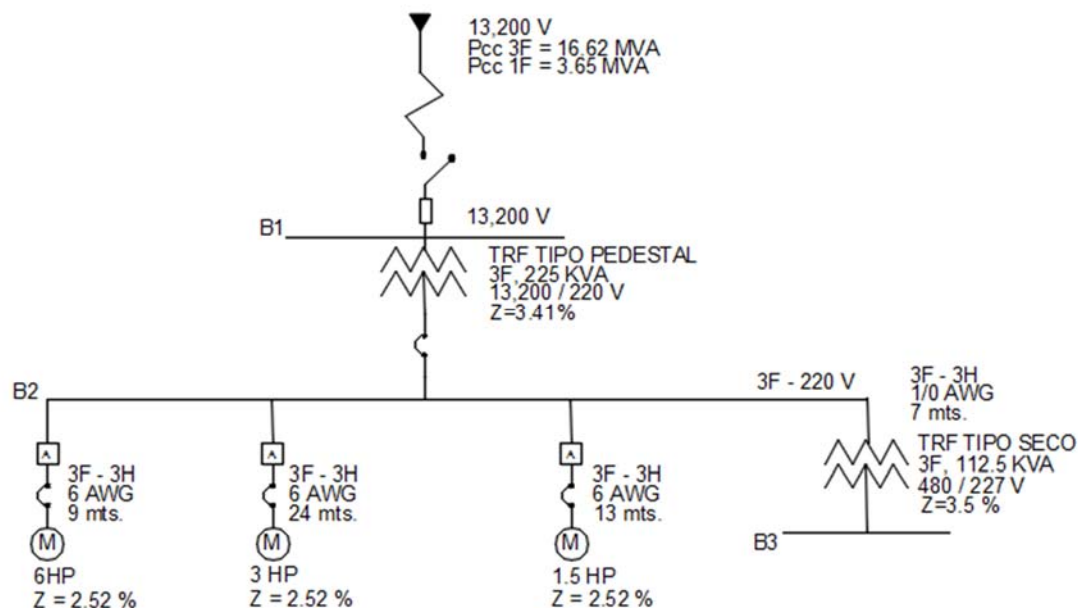 13,200 V
Pcc 3F = 16.62 MVA
Pcc 1F = 3.65 MVA
B1
13,200 V
TRF TIPO PEDESTAL
3F, 225 KVA
13,200 / 220 V
Z=3.41%
B2
3F - 220 V
3F - 3H
1/0 AWG
7 mts.
A
3F - 3H
6 AWG
9 mts.
M
6HP
Z = 2.52 %
A
3F - 3H
6 AWG
24 mts.
M
3 HP
Z = 2.52 %
A
3F - 3H
6 AWG
13 mts.
M
1.5 HP
Z = 2.52 %
TRF TIPO SECO
3F, 112.5 KVA
480 / 227 V
Z=3.5 %
B3